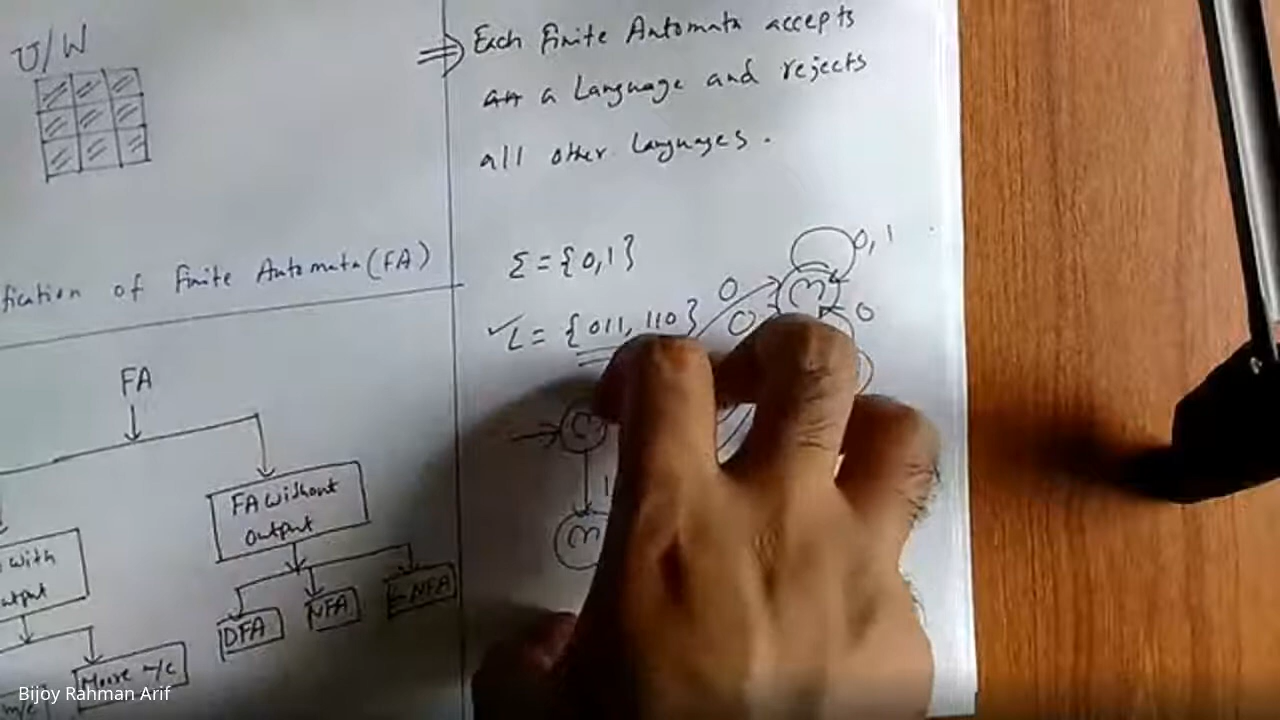 U/W
⇒ Each Finite Automata accepts
a̶n̶ a Language and rejects
all other languages.
Σ = {0,1}
0,1
✓ L = {011, 110}
0
0
0
1
fication of Finite Automata (FA)
FA
FA Without
output
with
utput
DFA
NFA
Moore m/c
m/c
Bijoy Rahman Arif